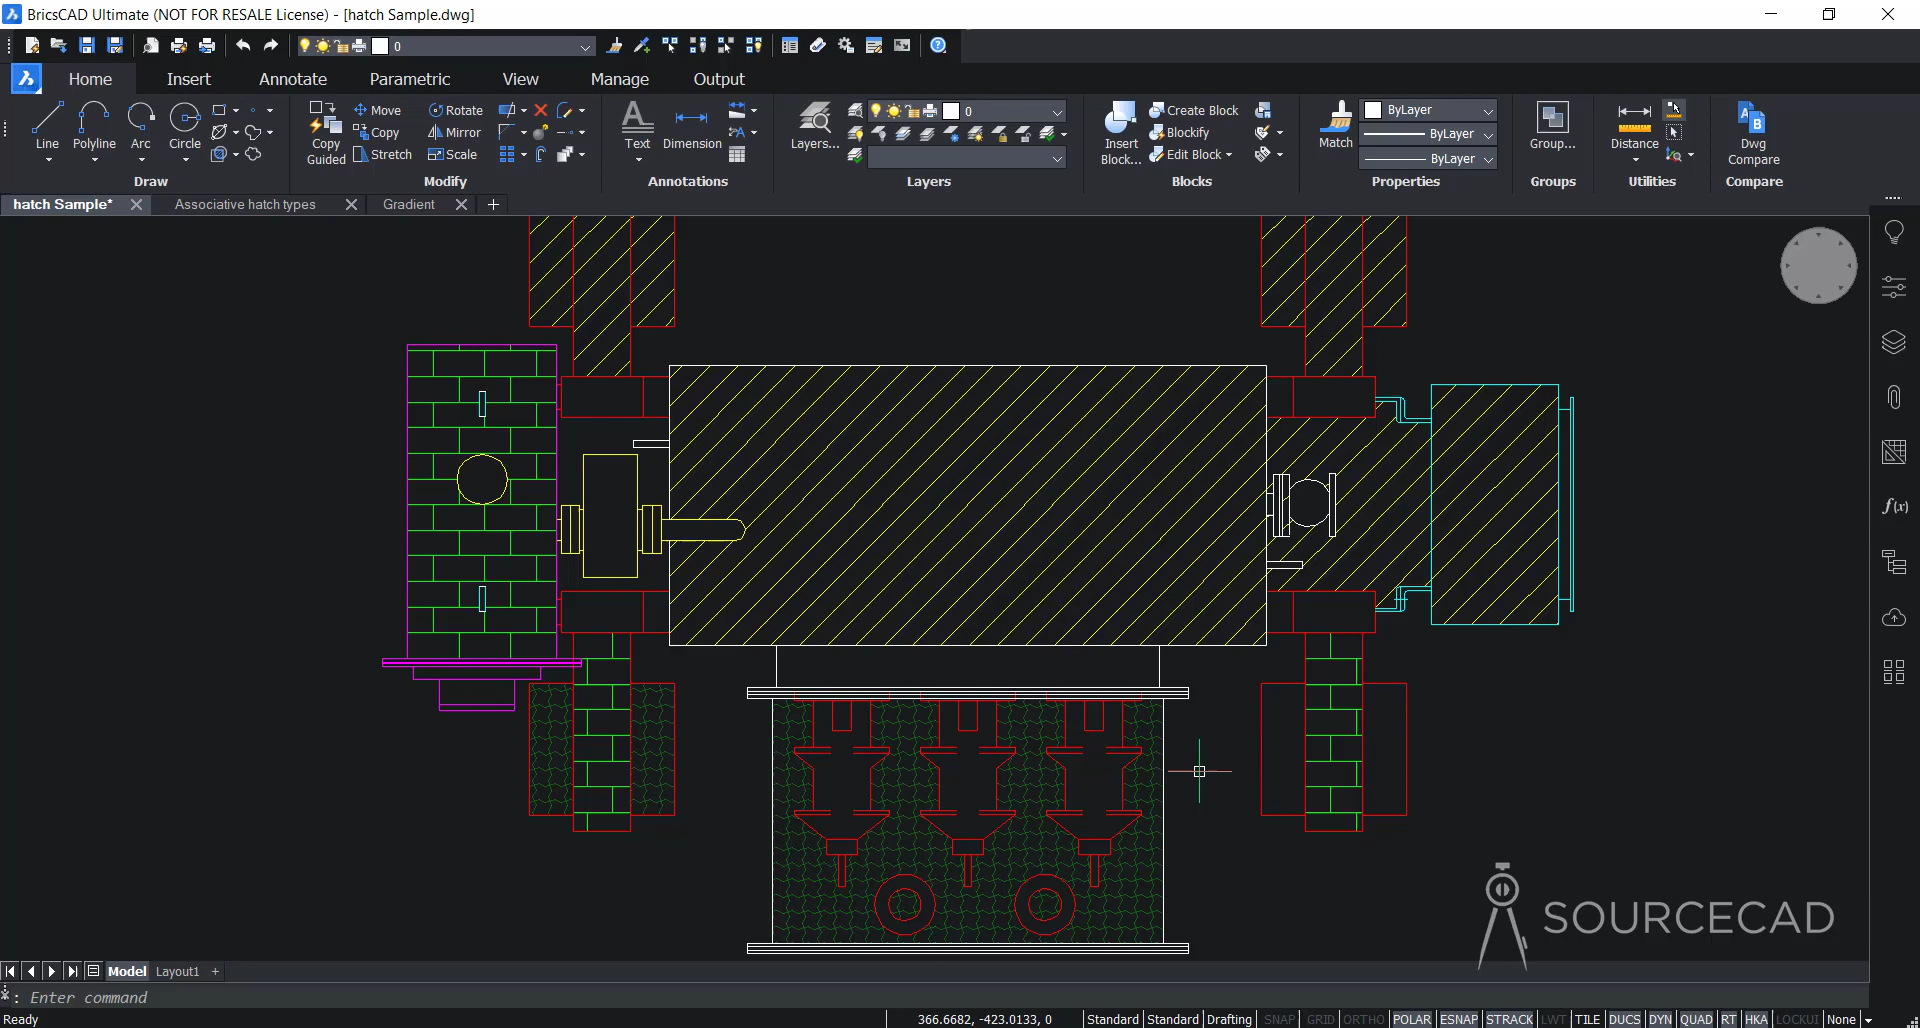 BricsCAD Ultimate (NOT FOR RESALE License) - [hatch Sample.dwg]
0
Home Insert Annotate Parametric View Manage Output
Line Polyline Arc Circle
Draw
Copy Guided
Move Rotate
Copy Mirror
Stretch Scale
Modify
Text Dimension
Annotations
Layers...
0
Layers
Insert Block...
Create Block
Blockify
Edit Block
Blocks
Match
ByLayer
ByLayer
ByLayer
Properties
Group...
Groups
Distance
Utilities
Dwg Compare
Compare
hatch Sample* Associative hatch types Gradient
f(x)
SOURCECAD
Model Layout1 +
: Enter command
Ready 366.6682, -423.0133, 0 Standard Standard Drafting SNAP GRID ORTHO POLAR ESNAP STRACK LWT TILE DUCS DYN QUAD RT HKA LOCKUI None